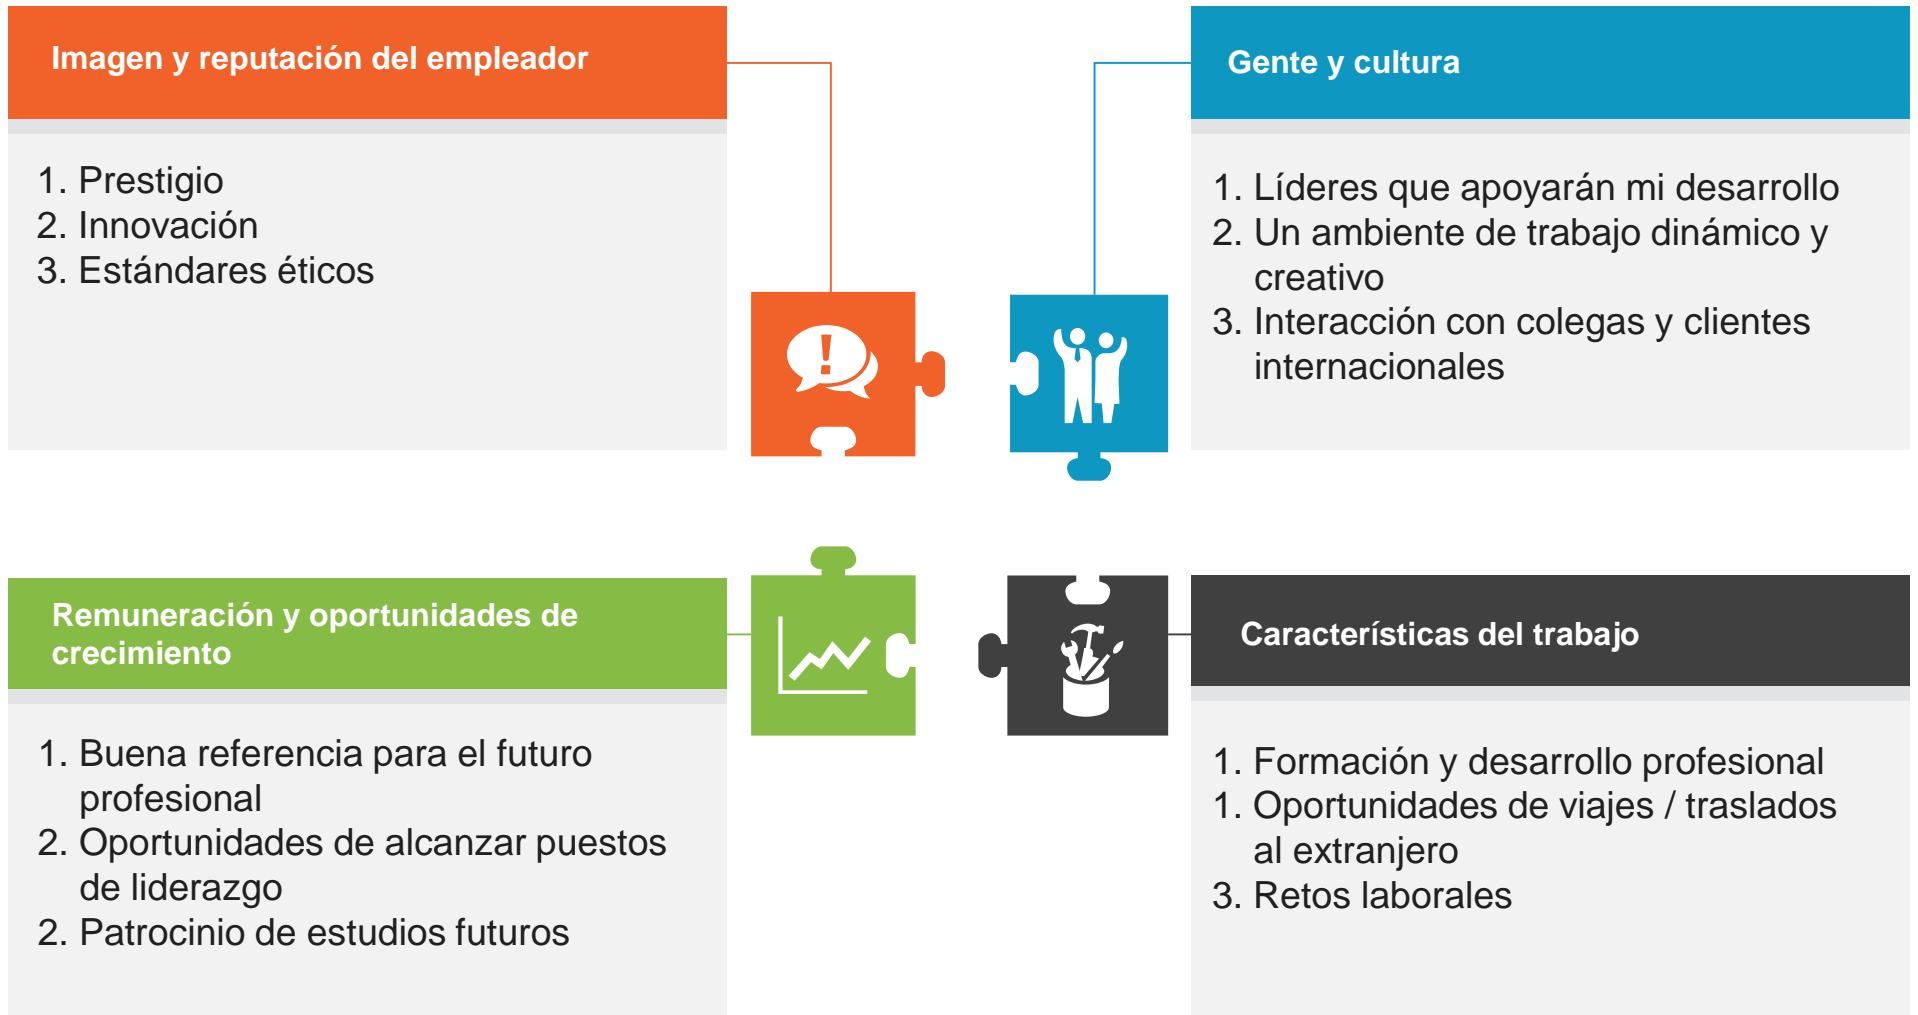 Imagen y reputación del empleador
1. Prestigio
2. Innovación
3. Estándares éticos
Gente y cultura
1. Líderes que apoyarán mi desarrollo
2. Un ambiente de trabajo dinámico y
creativo
3. Interacción con colegas y clientes
internacionales
!
Remuneración y oportunidades de
crecimiento
1. Buena referencia para el futuro
profesional
2. Oportunidades de alcanzar puestos
de liderazgo
2. Patrocinio de estudios futuros
Características del trabajo
1. Formación y desarrollo profesional
1. Oportunidades de viajes / traslados
al extranjero
3. Retos laborales